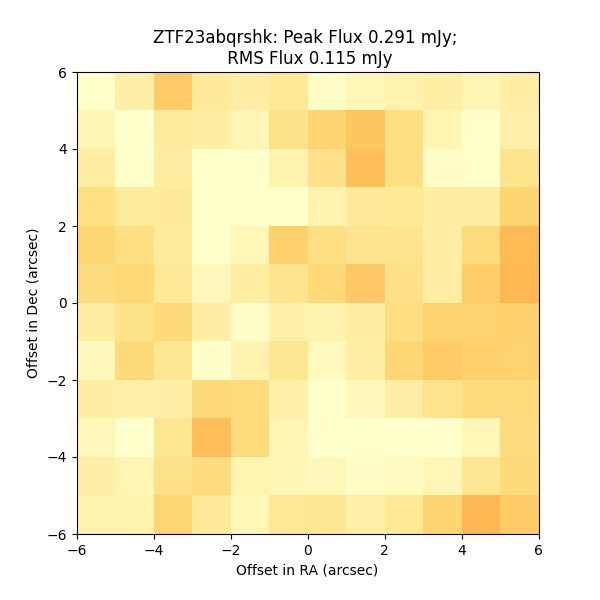 ZTF23abqrshk: Peak Flux 0.291 mJy;
RMS Flux 0.115 mJy
6
4
2
0
−2
−4
−6
Offset in Dec (arcsec)
−6 −4 −2 0 2 4 6
Offset in RA (arcsec)